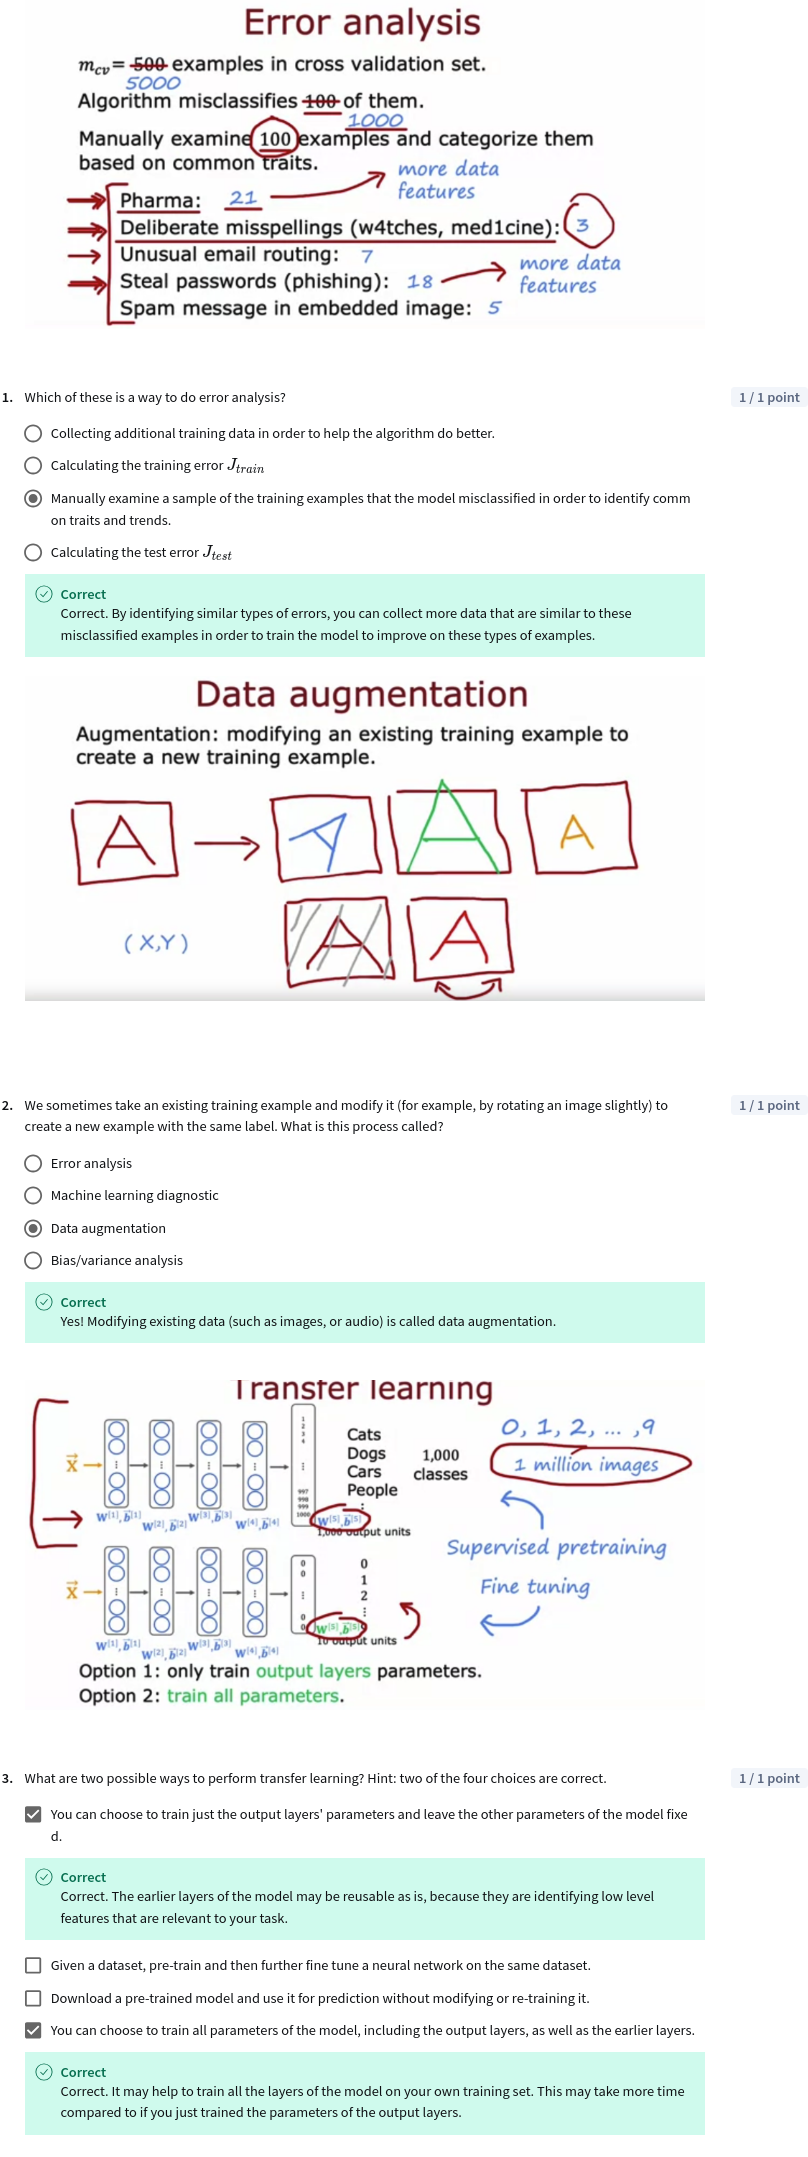 Error analysis
m_cv = 500 examples in cross validation set.
5000
Algorithm misclassifies 100 of them.
1000
Manually examine 100 examples and categorize them
based on common traits.
more data
features
Pharma: 21
Deliberate misspellings (w4tches, med1cine): 3
Unusual email routing: 7
more data
features
Steal passwords (phishing): 18
Spam message in embedded image: 5
1. Which of these is a way to do error analysis?
1 / 1 point
Collecting additional training data in order to help the algorithm do better.
Calculating the training error J_train
Manually examine a sample of the training examples that the model misclassified in order to identify comm
on traits and trends.
Calculating the test error J_test
Correct
Correct. By identifying similar types of errors, you can collect more data that are similar to these
misclassified examples in order to train the model to improve on these types of examples.
Data augmentation
Augmentation: modifying an existing training example to
create a new training example.
A A A A
(X,Y) A A
2. We sometimes take an existing training example and modify it (for example, by rotating an image slightly) to
1 / 1 point
create a new example with the same label. What is this process called?
Error analysis
Machine learning diagnostic
Data augmentation
Bias/variance analysis
Correct
Yes! Modifying existing data (such as images, or audio) is called data augmentation.
Transfer learning
1
2
3
4
⋮
997
998
999
1000
x⃗
Cats
Dogs
Cars
People
⋮
1,000
classes
0, 1, 2, ... ,9
1 million images
W[1],b⃗[1] W[2],b⃗[2] W[3],b⃗[3] W[4],b⃗[4] W[5],b⃗[5]
1,000 output units
Supervised pretraining
Fine tuning
x⃗
0
0
⋮
0
0
0
1
2
⋮
9
W[1],b⃗[1] W[2],b⃗[2] W[3],b⃗[3] W[4],b⃗[4] W[5],b⃗[5]
10 output units
Option 1: only train output layers parameters.
Option 2: train all parameters.
3. What are two possible ways to perform transfer learning? Hint: two of the four choices are correct.
1 / 1 point
You can choose to train just the output layers' parameters and leave the other parameters of the model fixe
d.
Correct
Correct. The earlier layers of the model may be reusable as is, because they are identifying low level
features that are relevant to your task.
Given a dataset, pre-train and then further fine tune a neural network on the same dataset.
Download a pre-trained model and use it for prediction without modifying or re-training it.
You can choose to train all parameters of the model, including the output layers, as well as the earlier layers.
Correct
Correct. It may help to train all the layers of the model on your own training set. This may take more time
compared to if you just trained the parameters of the output layers.